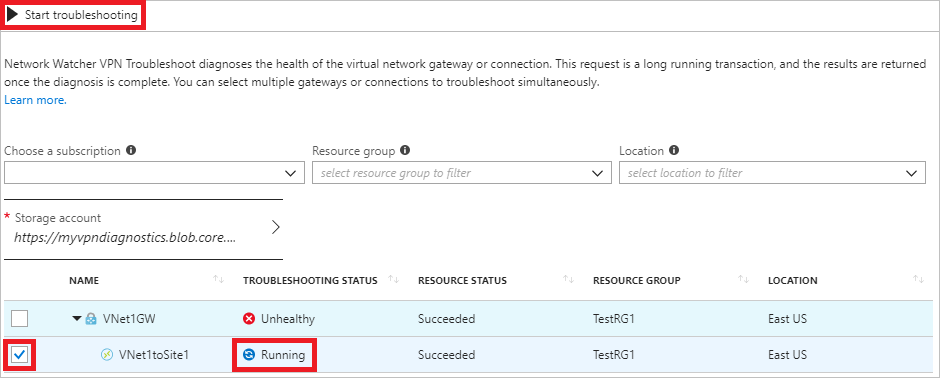 Start troubleshooting
Network Watcher VPN Troubleshoot diagnoses the health of the virtual network gateway or connection. This request is a long running transaction, and the results are returned
once the diagnosis is complete. You can select multiple gateways or connections to troubleshoot simultaneously.
Learn more.
Choose a subscription Resource group Location
select resource group to filter select location to filter
* Storage account
https://myvpndiagnostics.blob.core....
NAME TROUBLESHOOTING STATUS RESOURCE STATUS RESOURCE GROUP LOCATION
VNet1GW Unhealthy Succeeded TestRG1 East US
VNet1toSite1 Running Succeeded TestRG1 East US